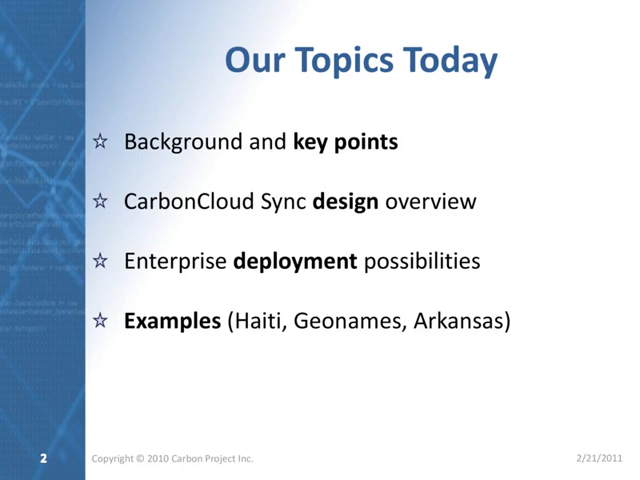 Our Topics Today
☆ Background and key points
☆ CarbonCloud Sync design overview
☆ Enterprise deployment possibilities
☆ Examples (Haiti, Geonames, Arkansas)
2 Copyright © 2010 Carbon Project Inc. 2/21/2011